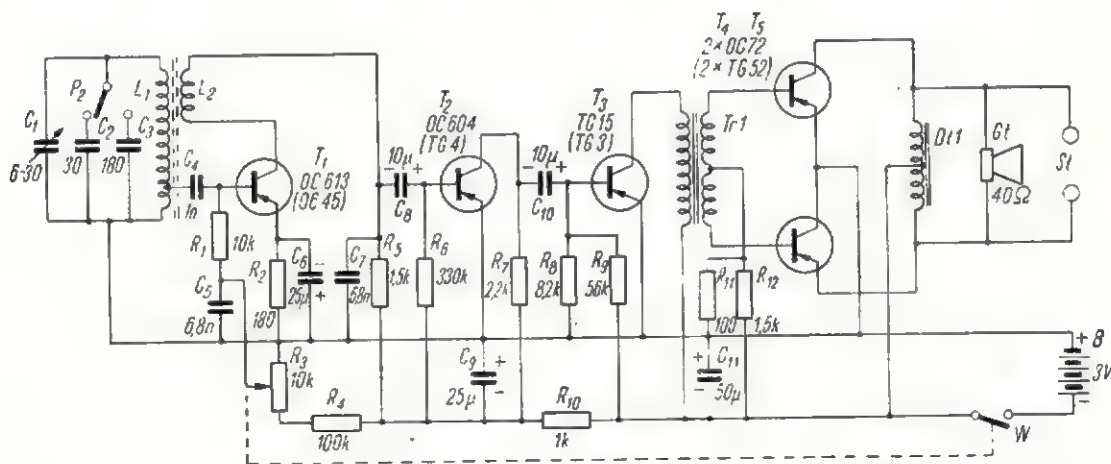 T4 T5
2×OC72
(2×TG52)
P2
L1
L2
C1
6-30
C2
30
C3
180
C4
1n
T1
OC613
(OC45)
T2
OC604
(TG4)
T3
TG15
(TG3)
Tr1
Dł1
Gł
40Ω
Sł
10μ
C8
10μ
C10
R1
10k
C5
6,8n
R2
180
C6
25μ
C7
6,8n
R5
1,5k
R6
330k
R7
2,2k
R8
8,2k
R9
56k
R11
100
R12
1,5k
R3
10k
R4
100k
C9
25μ
R10
1k
C11
50μ
W
+ B
3V